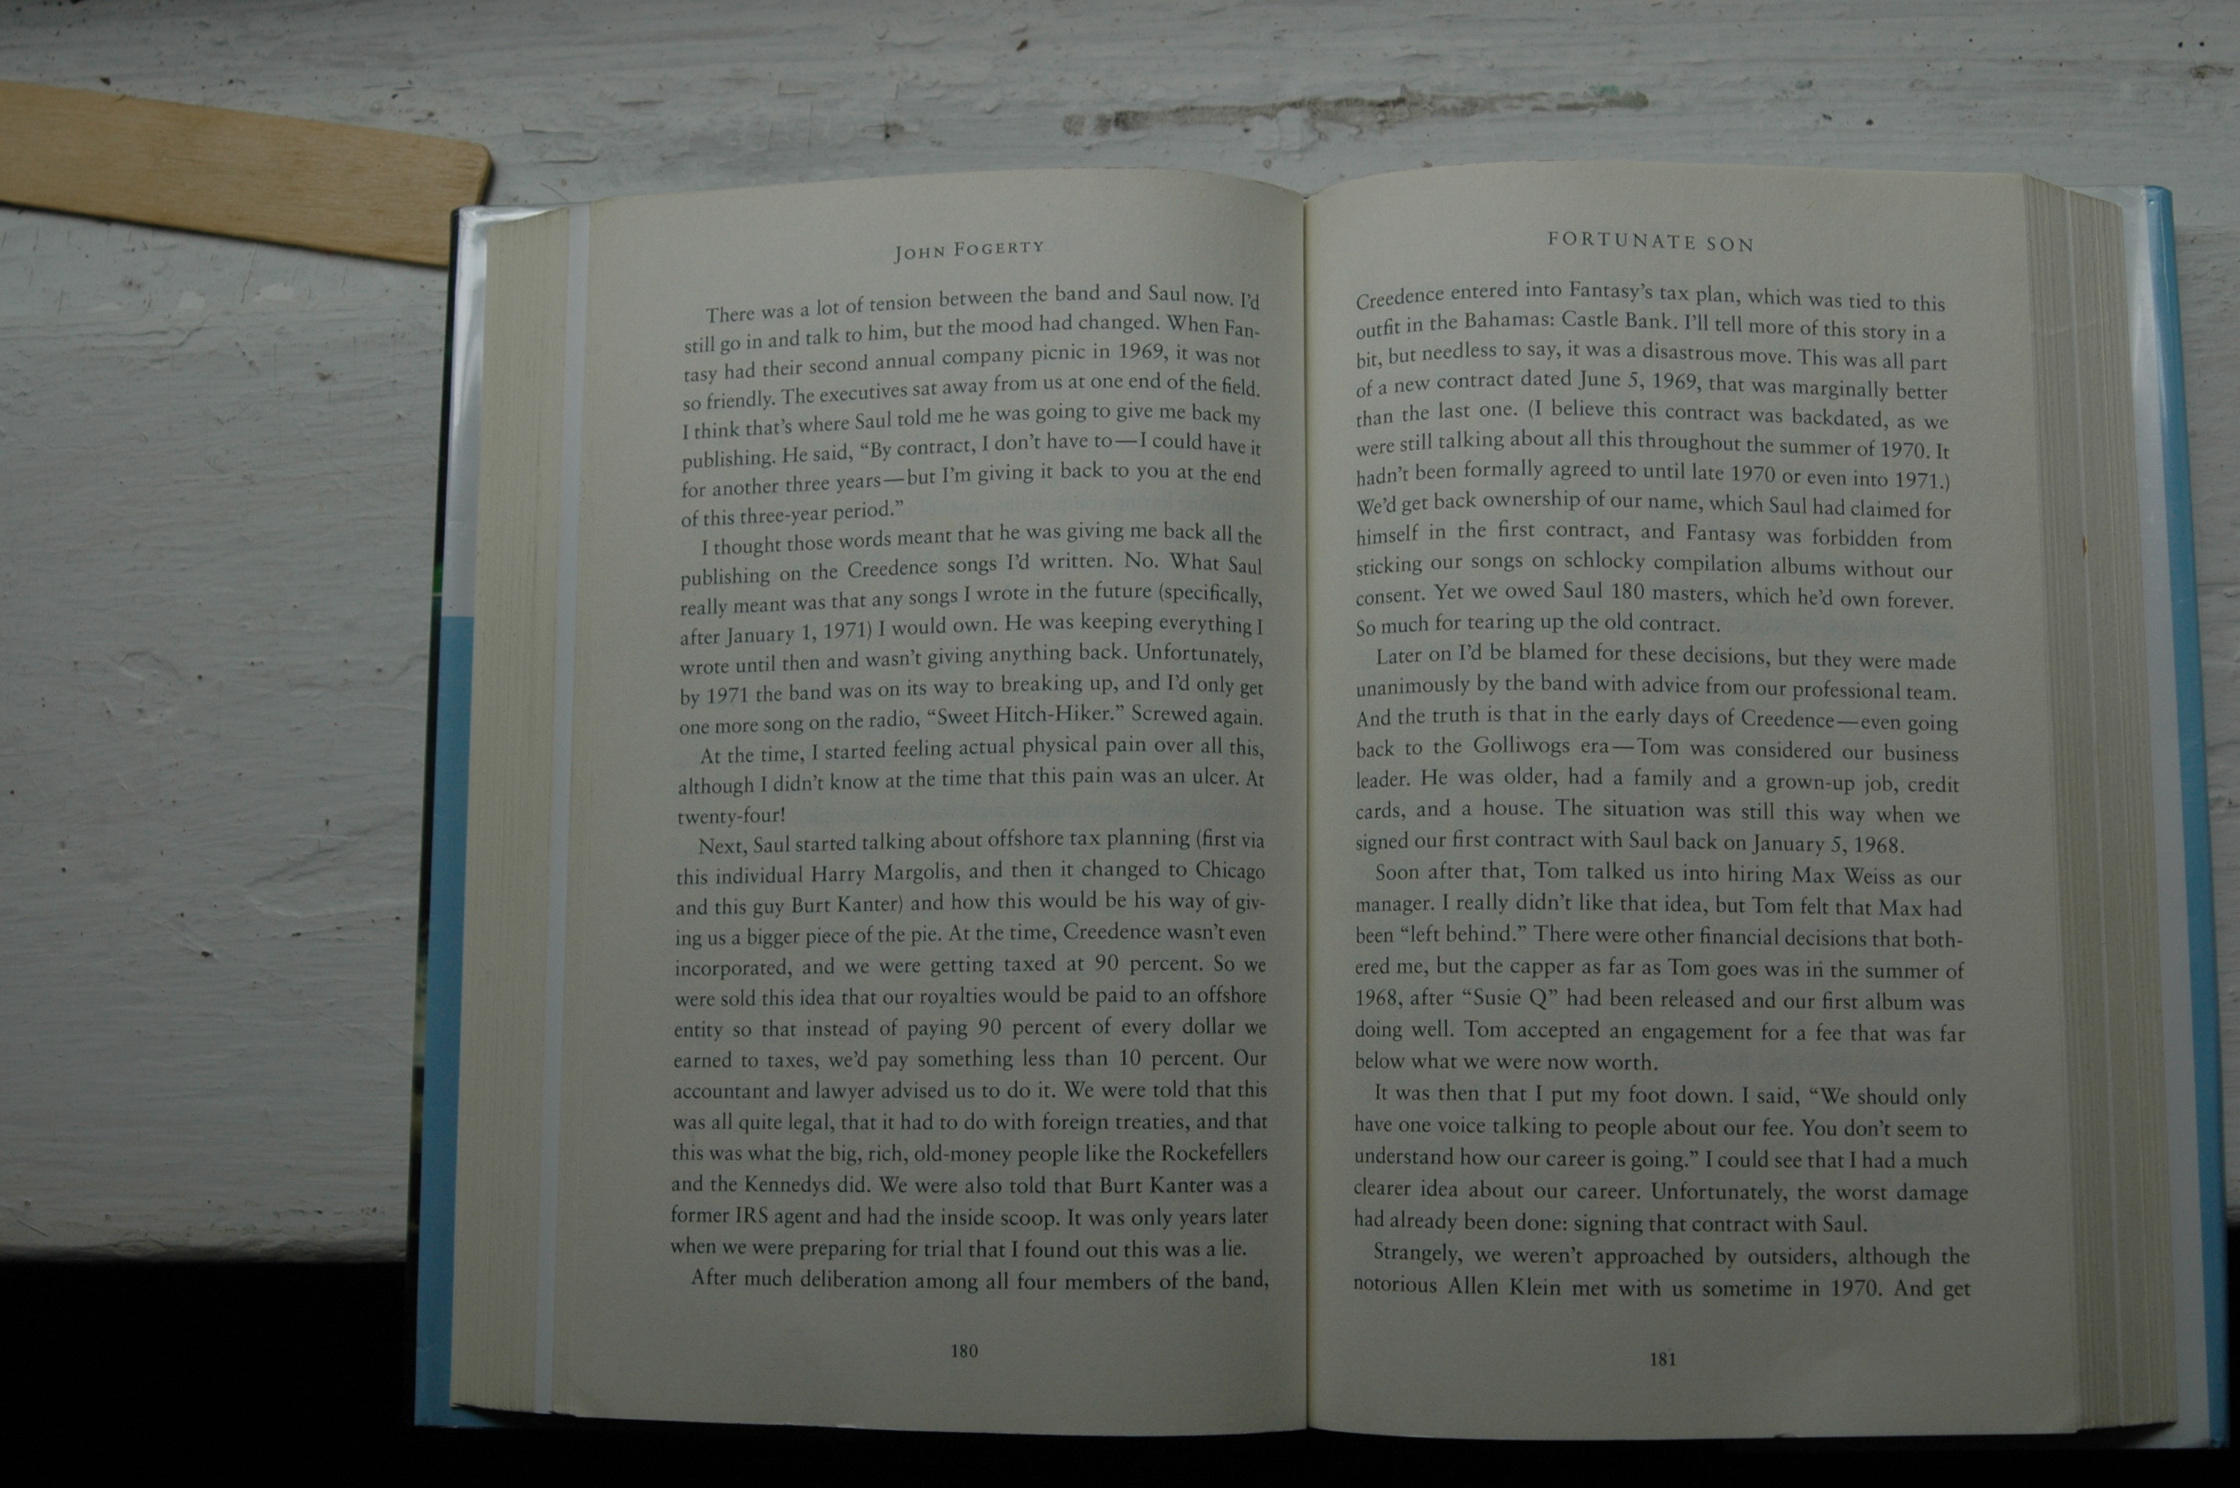 JOHN FOGERTY
There was a lot of tension between the band and Saul now. I'd
still go in and talk to him, but the mood had changed. When Fan-
tasy had their second annual company picnic in 1969, it was not
so friendly. The executives sat away from us at one end of the field.
I think that's where Saul told me he was going to give me back my
publishing. He said, “By contract, I don't have to—I could have it
for another three years—but I'm giving it back to you at the end
of this three-year period.”
I thought those words meant that he was giving me back all the
publishing on the Creedence songs I'd written. No. What Saul
really meant was that any songs I wrote in the future (specifically,
after January 1, 1971) I would own. He was keeping everything I
wrote until then and wasn't giving anything back. Unfortunately,
by 1971 the band was on its way to breaking up, and I'd only get
one more song on the radio, “Sweet Hitch-Hiker.” Screwed again.
At the time, I started feeling actual physical pain over all this,
although I didn't know at the time that this pain was an ulcer. At
twenty-four!
Next, Saul started talking about offshore tax planning (first via
this individual Harry Margolis, and then it changed to Chicago
and this guy Burt Kanter) and how this would be his way of giv-
ing us a bigger piece of the pie. At the time, Creedence wasn't even
incorporated, and we were getting taxed at 90 percent. So we
were sold this idea that our royalties would be paid to an offshore
entity so that instead of paying 90 percent of every dollar we
earned to taxes, we'd pay something less than 10 percent. Our
accountant and lawyer advised us to do it. We were told that this
was all quite legal, that it had to do with foreign treaties, and that
this was what the big, rich, old-money people like the Rockefellers
and the Kennedys did. We were also told that Burt Kanter was a
former IRS agent and had the inside scoop. It was only years later
when we were preparing for trial that I found out this was a lie.
After much deliberation among all four members of the band,
180
FORTUNATE SON
Creedence entered into Fantasy's tax plan, which was tied to this
outfit in the Bahamas: Castle Bank. I'll tell more of this story in a
bit, but needless to say, it was a disastrous move. This was all part
of a new contract dated June 5, 1969, that was marginally better
than the last one. (I believe this contract was backdated, as we
were still talking about all this throughout the summer of 1970. It
hadn't been formally agreed to until late 1970 or even into 1971.)
We'd get back ownership of our name, which Saul had claimed for
himself in the first contract, and Fantasy was forbidden from
sticking our songs on schlocky compilation albums without our
consent. Yet we owed Saul 180 masters, which he'd own forever.
So much for tearing up the old contract.
Later on I'd be blamed for these decisions, but they were made
unanimously by the band with advice from our professional team.
And the truth is that in the early days of Creedence—even going
back to the Golliwogs era—Tom was considered our business
leader. He was older, had a family and a grown-up job, credit
cards, and a house. The situation was still this way when we
signed our first contract with Saul back on January 5, 1968.
Soon after that, Tom talked us into hiring Max Weiss as our
manager. I really didn't like that idea, but Tom felt that Max had
been “left behind.” There were other financial decisions that both-
ered me, but the capper as far as Tom goes was in the summer of
1968, after “Susie Q” had been released and our first album was
doing well. Tom accepted an engagement for a fee that was far
below what we were now worth.
It was then that I put my foot down. I said, “We should only
have one voice talking to people about our fee. You don't seem to
understand how our career is going.” I could see that I had a much
clearer idea about our career. Unfortunately, the worst damage
had already been done: signing that contract with Saul.
Strangely, we weren't approached by outsiders, although the
notorious Allen Klein met with us sometime in 1970. And get
181